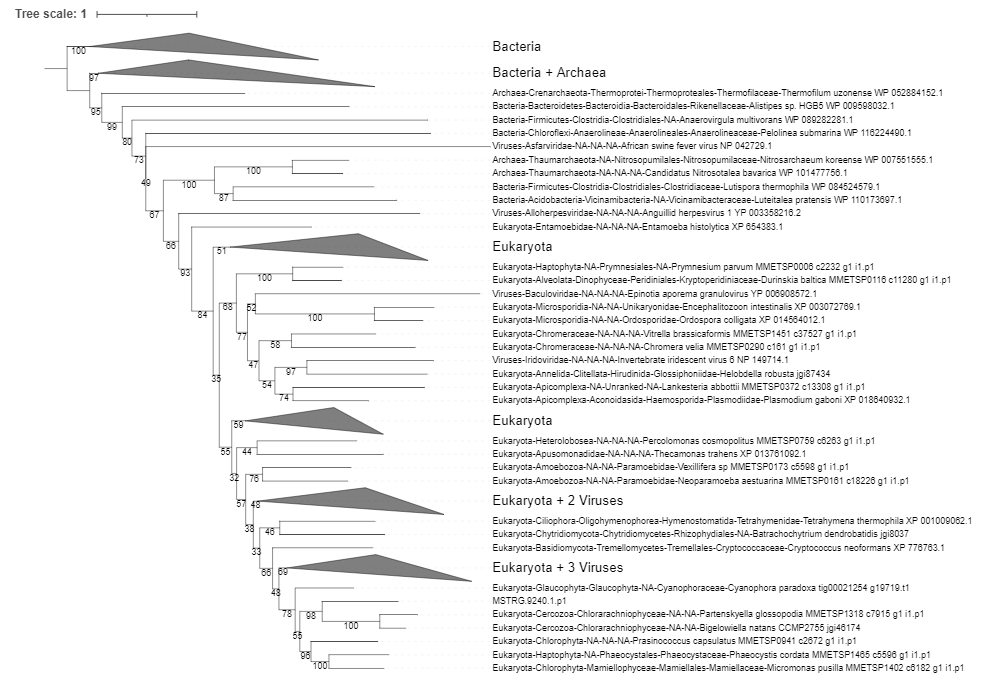 Tree scale: 1
100
Bacteria
97
Bacteria + Archaea
Archaea-Crenarchaeota-Thermoprotei-Thermoproteales-Thermofilaceae-Thermofilum uzonense WP 052884152.1
95
Bacteria-Bacteroidetes-Bacteroidia-Bacteroidales-Rikenellaceae-Alistipes sp. HGB5 WP 009598032.1
99
Bacteria-Firmicutes-Clostridia-Clostridiales-NA-Anaerovirgula multivorans WP 089282281.1
80
Bacteria-Chloroflexi-Anaerolineae-Anaerolineales-Anaerolineaceae-Pelolinea submarina WP 116224490.1
Viruses-Asfarviridae-NA-NA-NA-African swine fever virus NP 042729.1
73
Archaea-Thaumarchaeota-NA-Nitrosopumilales-Nitrosopumilaceae-Nitrosarchaeum koreense WP 007551555.1
100
Archaea-Thaumarchaeota-NA-NA-NA-Candidatus Nitrosotalea bavarica WP 101477756.1
49
100
Bacteria-Firmicutes-Clostridia-Clostridiales-Clostridiaceae-Lutispora thermophila WP 084524579.1
87
Bacteria-Acidobacteria-Vicinamibacteria-NA-Vicinamibacteraceae-Luteitalea pratensis WP 110173697.1
67
Viruses-Alloherpesviridae-NA-NA-NA-Anguillid herpesvirus 1 YP 003358216.2
Eukaryota-Entamoebidae-NA-NA-NA-Entamoeba histolytica XP 654383.1
66
51
Eukaryota
Eukaryota-Haptophyta-NA-Prymnesiales-NA-Prymnesium parvum MMETSP0006 c2232 g1 i1.p1
93
100
Eukaryota-Alveolata-Dinophyceae-Peridiniales-Kryptoperidiniaceae-Durinskia baltica MMETSP0116 c11280 g1 i1.p1
Viruses-Baculoviridae-NA-NA-NA-Epinotia aporema granulovirus YP 006908572.1
68
52
Eukaryota-Microsporidia-NA-NA-Unikaryonidae-Encephalitozoon intestinalis XP 003072769.1
84
100
Eukaryota-Microsporidia-NA-NA-Ordosporidae-Ordospora colligata XP 014564012.1
77
Eukaryota-Chromeraceae-NA-NA-NA-Vitrella brassicaformis MMETSP1451 c37527 g1 i1.p1
58
Eukaryota-Chromeraceae-NA-NA-NA-Chromera velia MMETSP0290 c161 g1 i1.p1
47
Viruses-Iridoviridae-NA-NA-NA-Invertebrate iridescent virus 6 NP 149714.1
97
Eukaryota-Annelida-Clitellata-Hirudinida-Glossiphoniidae-Helobdella robusta jgi87434
35
54
Eukaryota-Apicomplexa-NA-Unranked-NA-Lankesteria abbottii MMETSP0372 c13308 g1 i1.p1
74
Eukaryota-Apicomplexa-Aconoidasida-Haemosporida-Plasmodiidae-Plasmodium gaboni XP 018640932.1
59
Eukaryota
Eukaryota-Heterolobosea-NA-NA-NA-Percolomonas cosmopolitus MMETSP0759 c6263 g1 i1.p1
55
44
Eukaryota-Apusomonadidae-NA-NA-NA-Thecamonas trahens XP 013761092.1
Eukaryota-Amoebozoa-NA-NA-Paramoebidae-Vexillifera sp MMETSP0173 c5598 g1 i1.p1
32
76
Eukaryota-Amoebozoa-NA-NA-Paramoebidae-Neoparamoeba aestuarina MMETSP0161 c18226 g1 i1.p1
57
48
Eukaryota + 2 Viruses
Eukaryota-Ciliophora-Oligohymenophorea-Hymenostomatida-Tetrahymenidae-Tetrahymena thermophila XP 001009062.1
38
46
Eukaryota-Chytridiomycota-Chytridiomycetes-Rhizophydiales-NA-Batrachochytrium dendrobatidis jgi8037
Eukaryota-Basidiomycota-Tremellomycetes-Tremellales-Cryptococcaceae-Cryptococcus neoformans XP 776763.1
33
66
69
Eukaryota + 3 Viruses
Eukaryota-Glaucophyta-Glaucophyta-NA-Cyanophoraceae-Cyanophora paradoxa tig00021254 g19719.t1
43
MSTRG.9240.1.p1
78
98
Eukaryota-Cercozoa-Chlorarachniophyceae-NA-NA-Partenskyella glossopodia MMETSP1318 c7915 g1 i1.p1
100
Eukaryota-Cercozoa-Chlorarachniophyceae-NA-NA-Bigelowiella natans CCMP2755 jgi46174
55
Eukaryota-Chlorophyta-NA-NA-NA-Prasinococcus capsulatus MMETSP0941 c2672 g1 i1.p1
96
Eukaryota-Haptophyta-NA-Phaeocystales-Phaeocystaceae-Phaeocystis cordata MMETSP1465 c5596 g1 i1.p1
100
Eukaryota-Chlorophyta-Mamiellophyceae-Mamiellales-Mamiellaceae-Micromonas pusilla MMETSP1402 c6182 g1 i1.p1